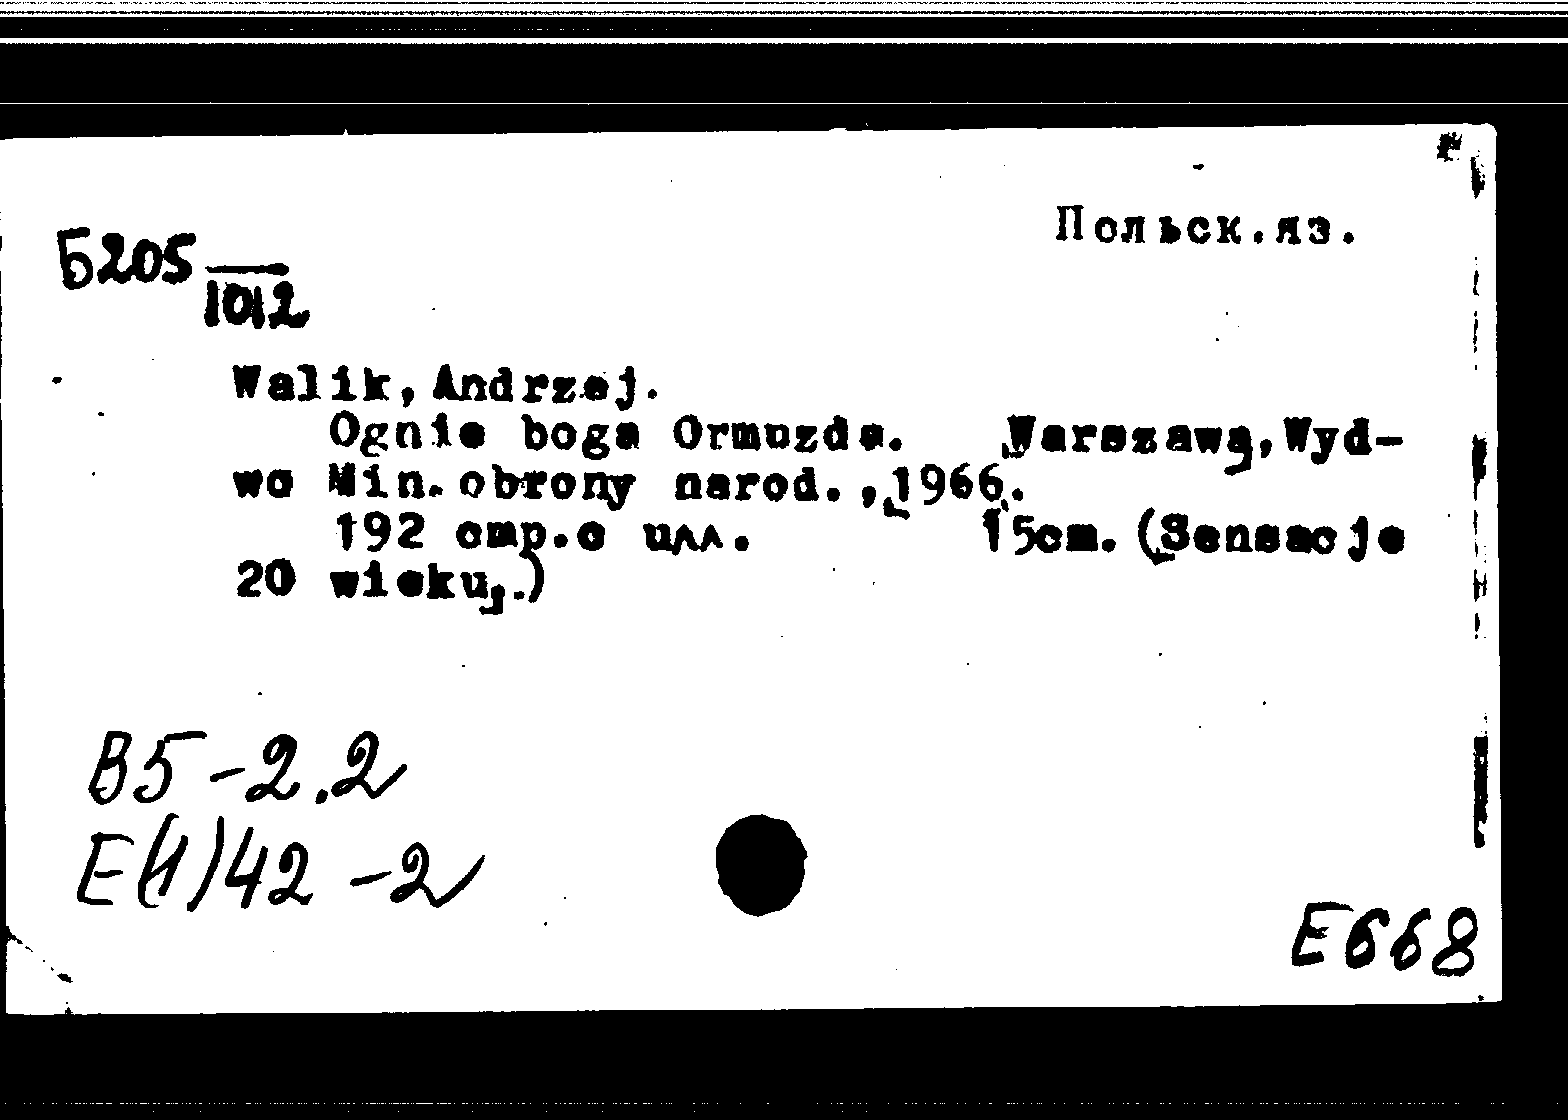 Польск.яз.
Б205
1012
Walik, Andrzej.
Ognie boga Ormuzda. Warszawa, Wyd-
wo Min. obrony narod., 1966.
192 стр.с илл. 15см. (Sensacje
20 wieku,.)
В5-2.2
Е(1)42-2
Е668